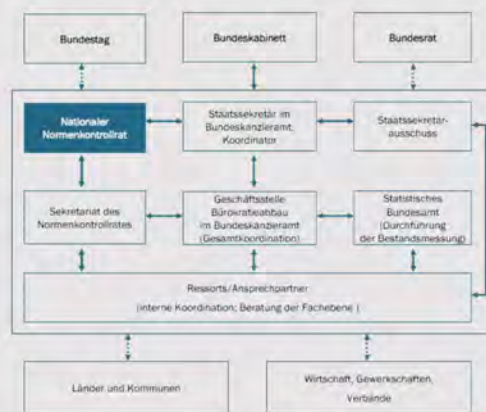 Bundestag
Bundeskabinett
Bundesrat
Nationaler
Normenkontrollrat
Staatssekretär im
Bundeskanzleramt,
Koordinator
Staatssekretär-
ausschuss
Sekretariat des
Normenkontrollrates
Geschäftsstelle
Bürokratieabbau
im Bundeskanzleramt
(Gesamtkoordination)
Statistisches
Bundesamt
(Durchführung
der Bestandsmessung)
Ressorts/Ansprechpartner
(interne Koordination; Beratung der Fachebene )
Länder und Kommunen
Wirtschaft, Gewerkschaften,
Verbände